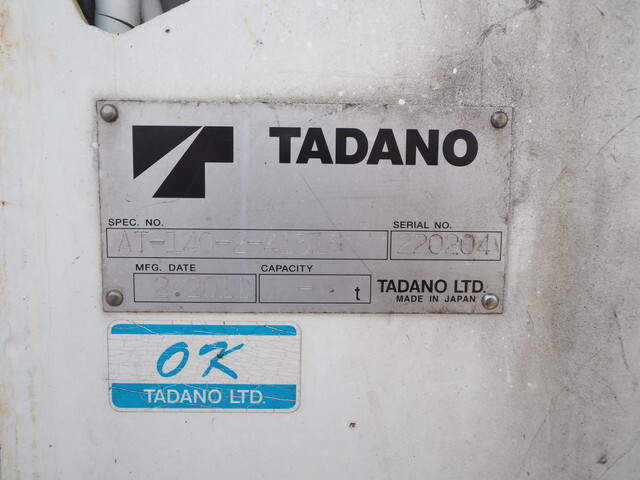 TADANO
SPEC. NO.
SERIAL NO.
220204
MFG. DATE
CAPACITY
- t
TADANO LTD.
MADE IN JAPAN
OK
TADANO LTD.